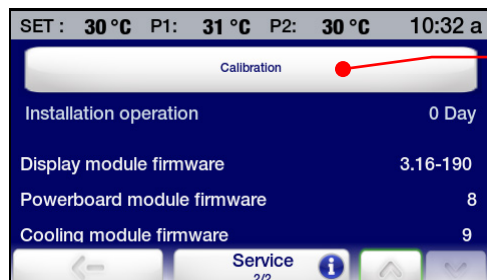 SET : 30 °C P1: 31 °C P2: 30 °C 10:32 a
Calibration
Installation operation 0 Day
Display module firmware 3.16-190
Powerboard module firmware 8
Cooling module firmware 9
Service
2/2